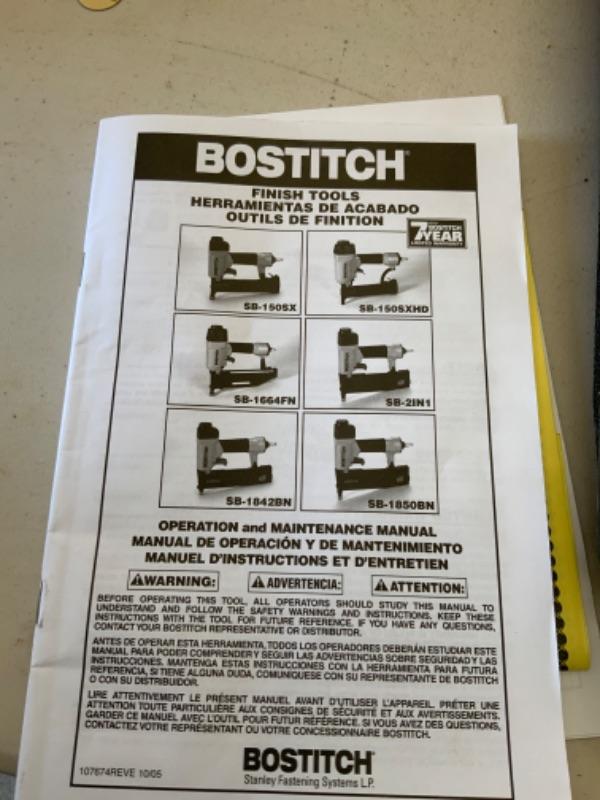 BOSTITCH
FINISH TOOLS
HERRAMIENTAS DE ACABADO
OUTILS DE FINITION
7 YEAR
BOSTITCH
LIMITED WARRANTY
SB-150SX
SB-150SXHD
SB-1664FN
SB-2IN1
SB-1842BN
SB-1850BN
OPERATION and MAINTENANCE MANUAL
MANUAL DE OPERACIÓN Y DE MANTENIMIENTO
MANUEL D'INSTRUCTIONS ET D'ENTRETIEN
WARNING:
ADVERTENCIA:
ATTENTION:
BEFORE OPERATING THIS TOOL, ALL OPERATORS SHOULD STUDY THIS MANUAL TO
UNDERSTAND AND FOLLOW THE SAFETY WARNINGS AND INSTRUCTIONS. KEEP THESE
INSTRUCTIONS WITH THE TOOL FOR FUTURE REFERENCE. IF YOU HAVE ANY QUESTIONS,
CONTACT YOUR BOSTITCH REPRESENTATIVE OR DISTRIBUTOR.
ANTES DE OPERAR ESTA HERRAMIENTA, TODOS LOS OPERADORES DEBERÁN ESTUDIAR ESTE
MANUAL PARA PODER COMPRENDER Y SEGUIR LAS ADVERTENCIAS SOBRE SEGURIDAD Y LAS
INSTRUCCIONES. MANTENGA ESTAS INSTRUCCIONES CON LA HERRAMIENTA PARA FUTURA
REFERENCIA. SI TIENE ALGUNA DUDA, COMUNIQUESE CON SU REPRESENTANTE DE BOSTITCH
O CON SU DISTRIBUIDOR.
LIRE ATTENTIVEMENT LE PRÉSENT MANUEL AVANT D'UTILISER L'APPAREIL. PRÉTER UNE
ATTENTION TOUTE PARTICULIÈRE AUX CONSIGNES DE SÉCURITÉ ET AUX AVERTISSEMENTS.
GARDER CE MANUEL AVEC L'OUTIL POUR FUTUR RÉFÉRENCE. SI VOUS AVEZ DES QUESTIONS,
CONTACTEZ VOTRE REPRÉSENTANT OU VOTRE CONCESSIONNAIRE BOSTITCH.
BOSTITCH
Stanley Fastening Systems L.P.
107674REVE 10/05